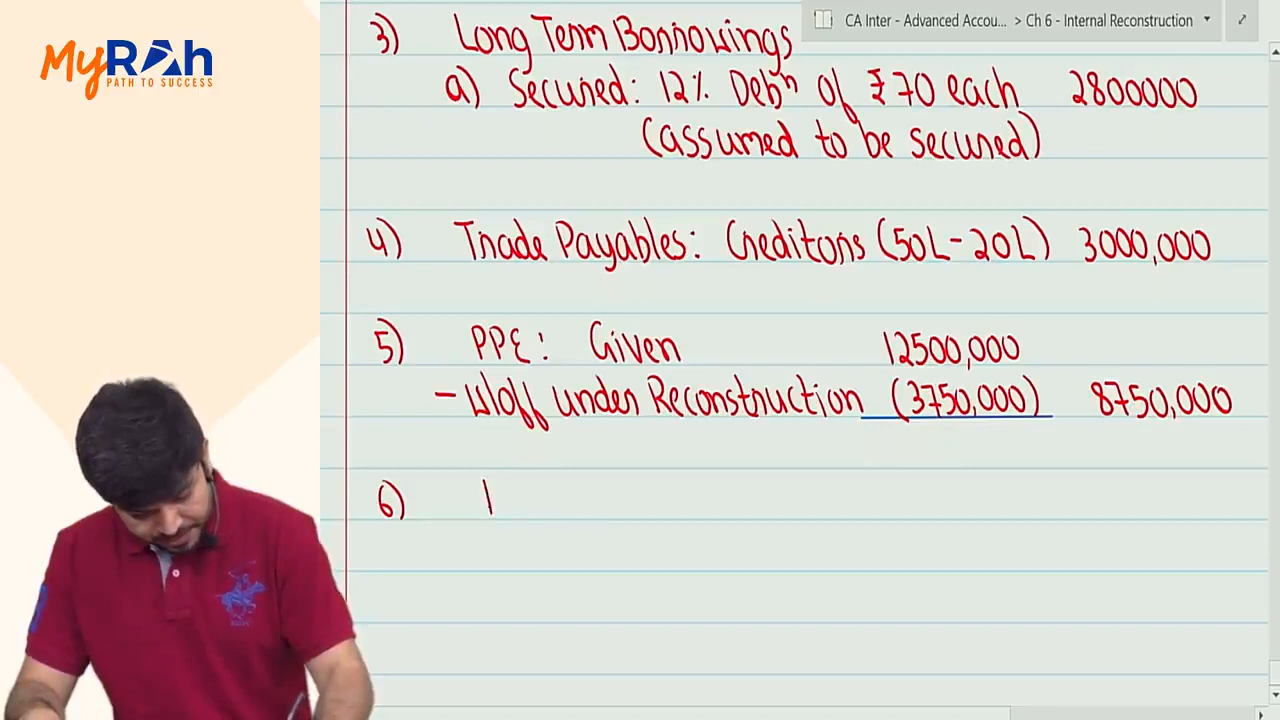 MyRAh
PATH TO SUCCESS
CA Inter - Advanced Accou... > Ch 6 - Internal Reconstruction
3) Long Term Borrowings
a) Secured: 12% Debn of ₹70 each 2800000
(assumed to be secured)
4) Trade Payables: Creditors (50L-20L) 3000,000
5) PPE: Given 12500,000
- W/off under Reconstruction (3750,000) 8750,000
6)